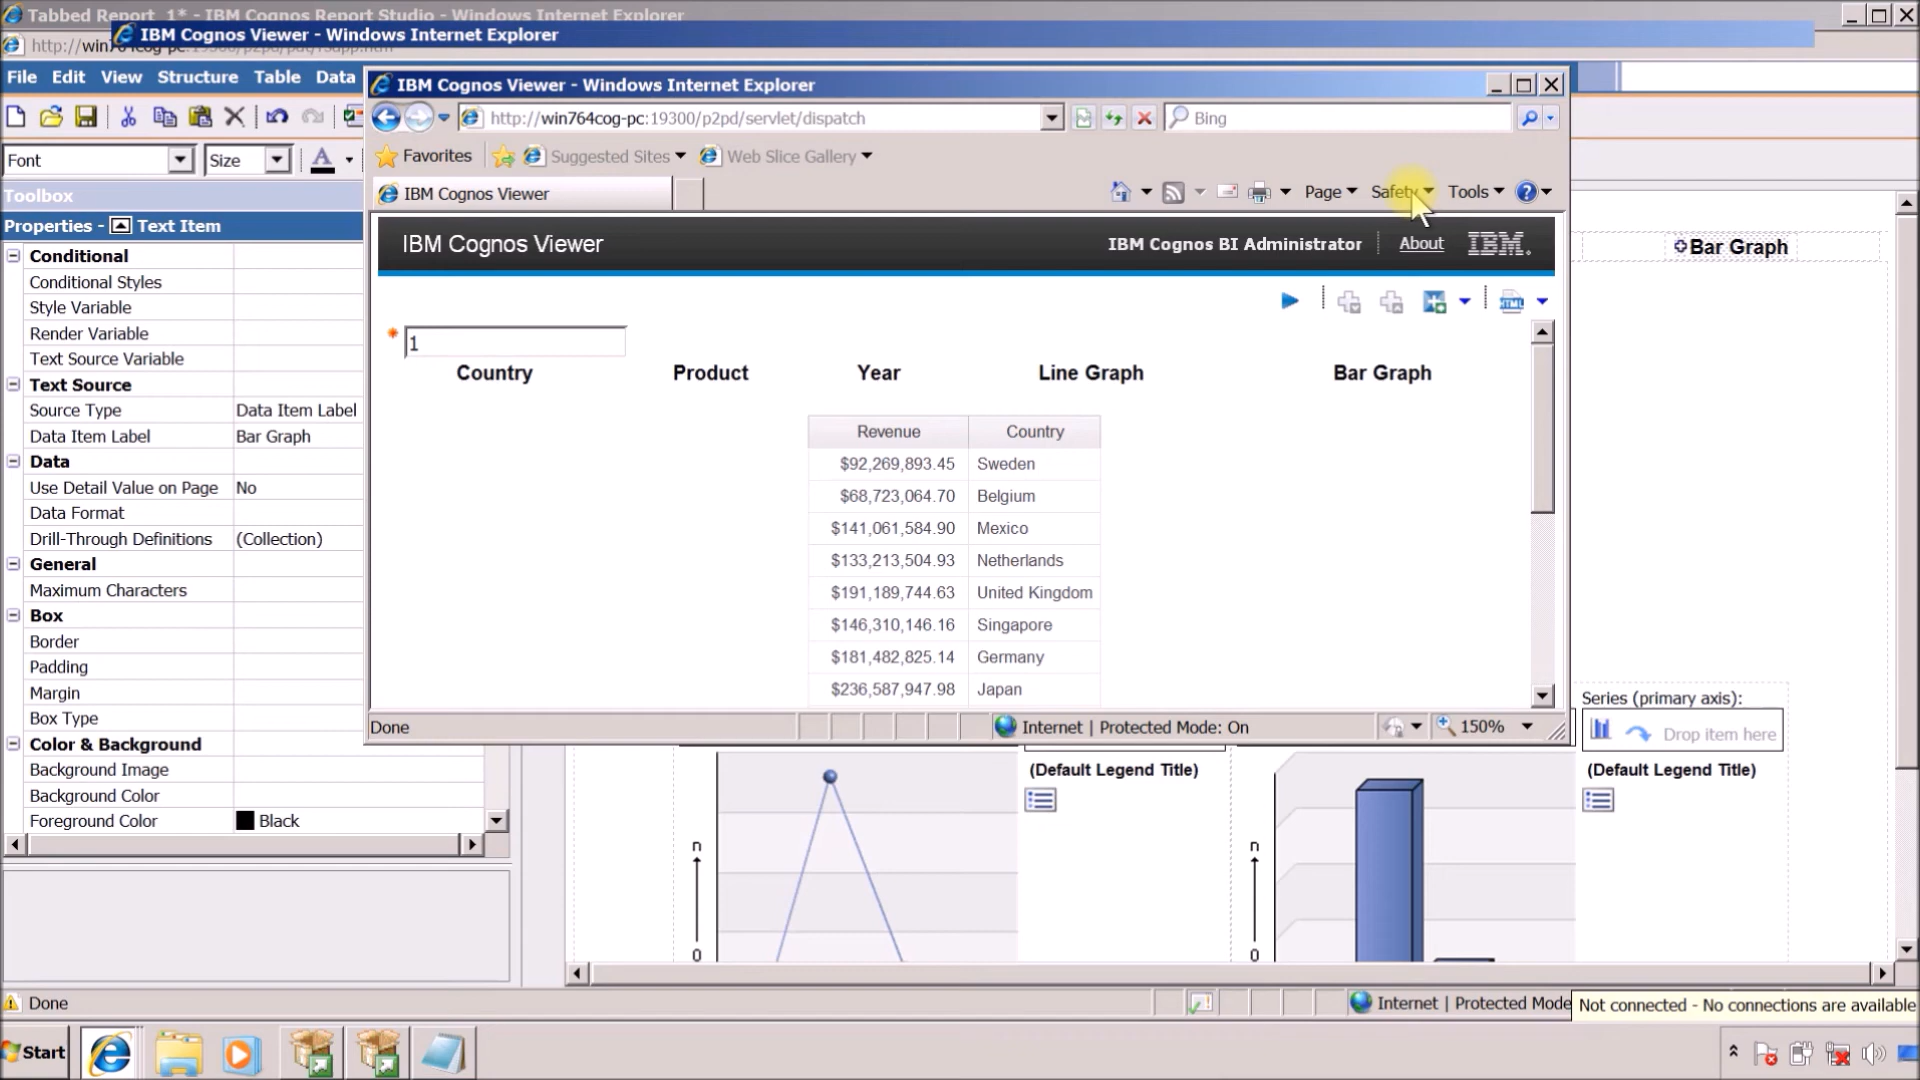 Tabbed Report_1* - IBM Cognos Report Studio - Windows Internet Explorer
IBM Cognos Viewer - Windows Internet Explorer
File Edit View Structure Table Data
IBM Cognos Viewer - Windows Internet Explorer
http://win764cog-pc:19300/p2pd/servlet/dispatch
Bing
Font
Size
A
Favorites
Suggested Sites
Web Slice Gallery
IBM Cognos Viewer
Page
Safety
Tools
Toolbox
Properties - Text Item
IBM Cognos Viewer
IBM Cognos BI Administrator
About
IBM.
Bar Graph
HTML
* 1
Country Product Year Line Graph Bar Graph
Revenue Country
$92,269,893.45 Sweden
$68,723,064.70 Belgium
$141,061,584.90 Mexico
$133,213,504.93 Netherlands
$191,189,744.63 United Kingdom
$146,310,146.16 Singapore
$181,482,825.14 Germany
$236,587,947.98 Japan
Done
Internet | Protected Mode: On
150%
Conditional
Conditional Styles
Style Variable
Render Variable
Text Source Variable
Text Source
Source Type Data Item Label
Data Item Label Bar Graph
Data
Use Detail Value on Page No
Data Format
Drill-Through Definitions (Collection)
General
Maximum Characters
Box
Border
Padding
Margin
Box Type
Color & Background
Background Image
Background Color
Foreground Color Black
Series (primary axis):
Drop item here
(Default Legend Title)
(Default Legend Title)
n
0
n
0
Done
Internet | Protected Mode
Not connected - No connections are available
Start